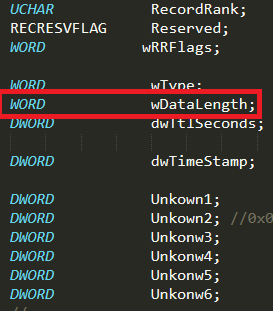 UCHAR RecordRank;
RECRESVFLAG Reserved;
WORD wRRFlags;
WORD wType;
WORD wDataLength;
DWORD dwTtlSeconds;
DWORD dwTimeStamp;
DWORD Unkown1;
DWORD Unkown2; //0x0
DWORD Unkonw3;
DWORD Unkonw4;
DWORD Unkonw5;
DWORD Unkonw6;
//